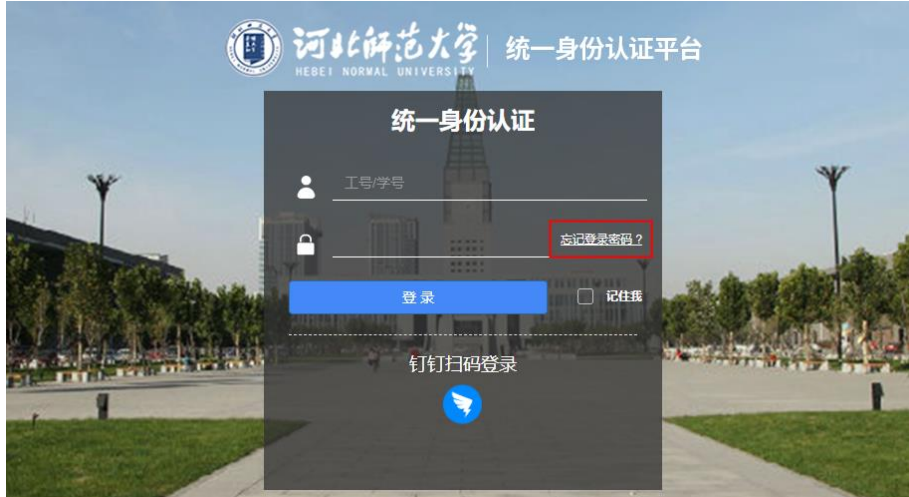 河北师范大学 统一身份认证平台
HEBEI NORMAL UNIVERSITY
统一身份认证
工号/学号
忘记登录密码？
登录 记住我
钉钉扫码登录